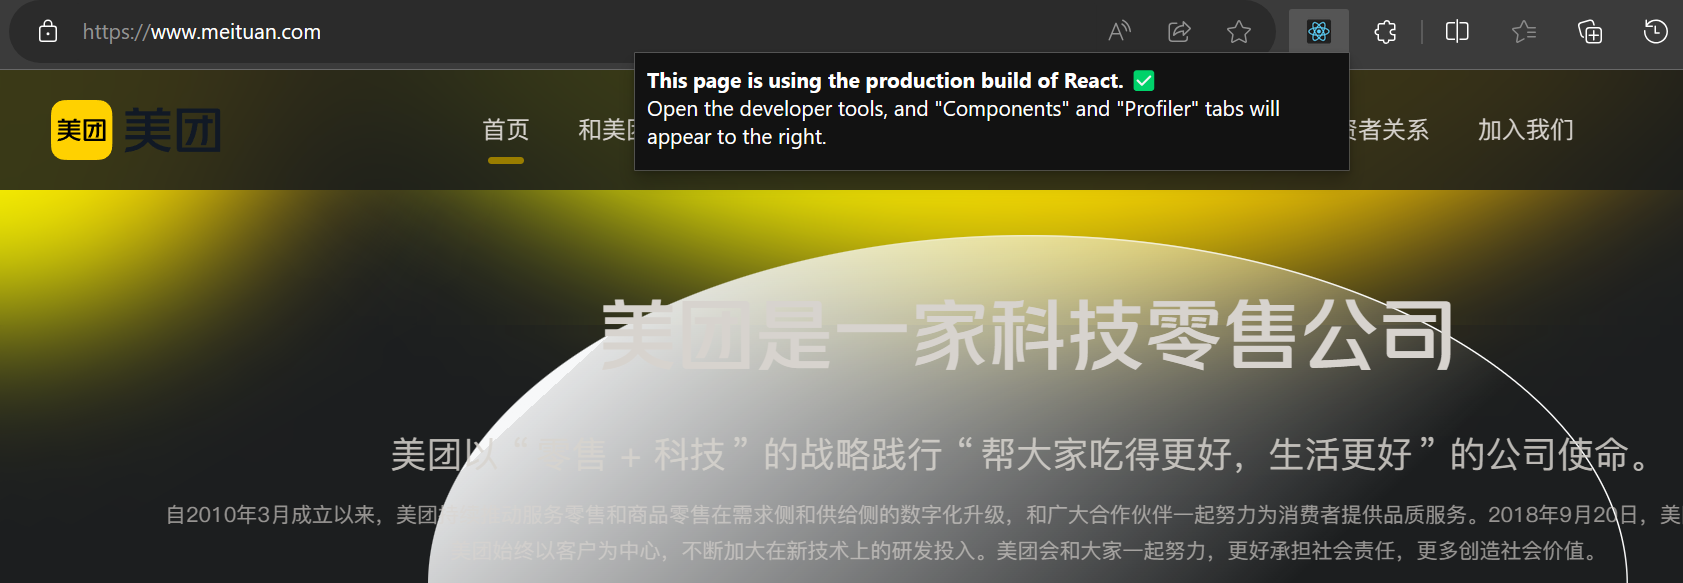 https://www.meituan.com
This page is using the production build of React. ✅
Open the developer tools, and "Components" and "Profiler" tabs will
appear to the right.
美团 美团
首页 和美 者关系 加入我们
美团是一家科技零售公司
美团以“零售 + 科技”的战略践行“帮大家吃得更好，生活更好”的公司使命。
自2010年3月成立以来，美团 服务零售和商品零售在需求侧和供给侧的数字化升级，和广大合作伙伴一起努力为消费者提供品质服务。2018年9月20日，美
团始终以客户为中心，不断加大在新技术上的研发投入。美团会和大家一起努力，更好承担社会责任，更多创造社会价值。